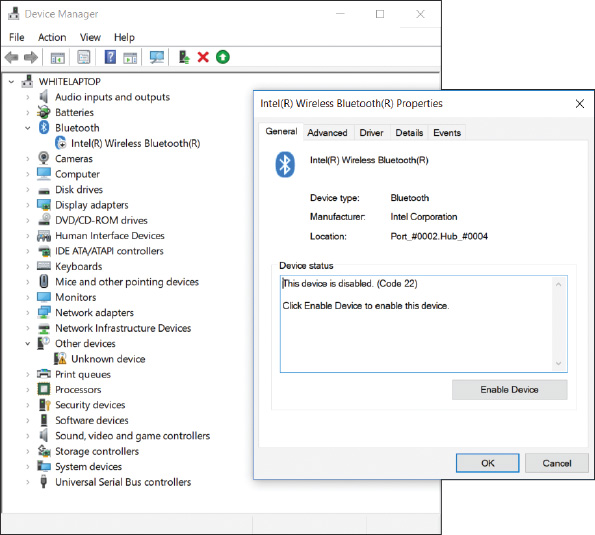 Device Manager
File Action View Help
WHITELAPTOP
Audio inputs and outputs
Batteries
Bluetooth
Intel(R) Wireless Bluetooth(R)
Cameras
Computer
Disk drives
Display adapters
DVD/CD-ROM drives
Human Interface Devices
IDE ATA/ATAPI controllers
Keyboards
Mice and other pointing devices
Monitors
Network adapters
Network Infrastructure Devices
Other devices
Unknown device
Print queues
Processors
Security devices
Software devices
Sound, video and game controllers
Storage controllers
System devices
Universal Serial Bus controllers
Intel(R) Wireless Bluetooth(R) Properties
General Advanced Driver Details Events
Intel(R) Wireless Bluetooth(R)
Device type: Bluetooth
Manufacturer: Intel Corporation
Location: Port_#0002.Hub_#0004
Device status
This device is disabled. (Code 22)
Click Enable Device to enable this device.
Enable Device
OK Cancel